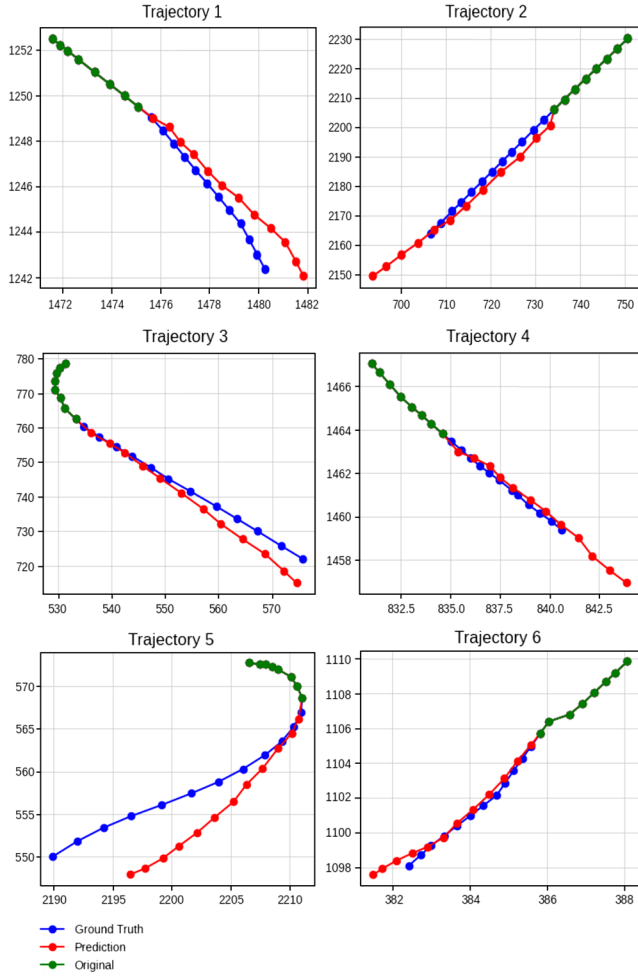 Trajectory 1
1252
1250
1248
1246
1244
1242
1472 1474 1476 1478 1480 1482
Trajectory 2
2230
2220
2210
2200
2190
2180
2170
2160
2150
700 710 720 730 740 750
Trajectory 3
780
770
760
750
740
730
720
530 540 550 560 570
Trajectory 4
1466
1464
1462
1460
1458
832.5 835.0 837.5 840.0 842.5
Trajectory 5
570
565
560
555
550
2190 2195 2200 2205 2210
Trajectory 6
1110
1108
1106
1104
1102
1100
1098
382 384 386 388
Ground Truth
Prediction
Original